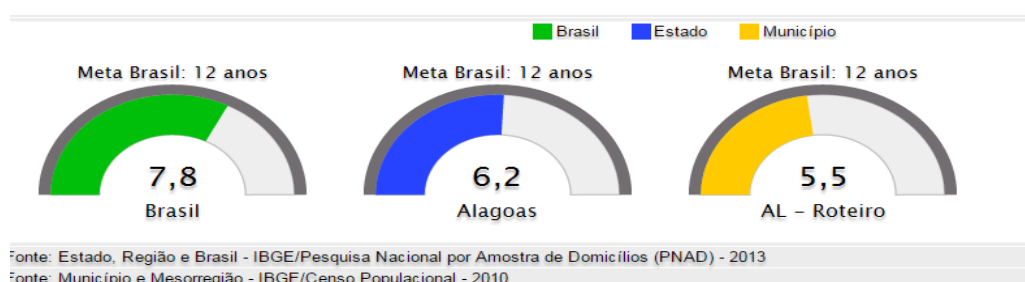 Brasil Estado Município
Meta Brasil: 12 anos Meta Brasil: 12 anos Meta Brasil: 12 anos
7,8 6,2 5,5
Brasil Alagoas AL – Roteiro
Fonte: Estado, Região e Brasil - IBGE/Pesquisa Nacional por Amostra de Domicílios (PNAD) - 2013
Fonte: Município e Mesorregião - IBGE/Censo Populacional - 2010